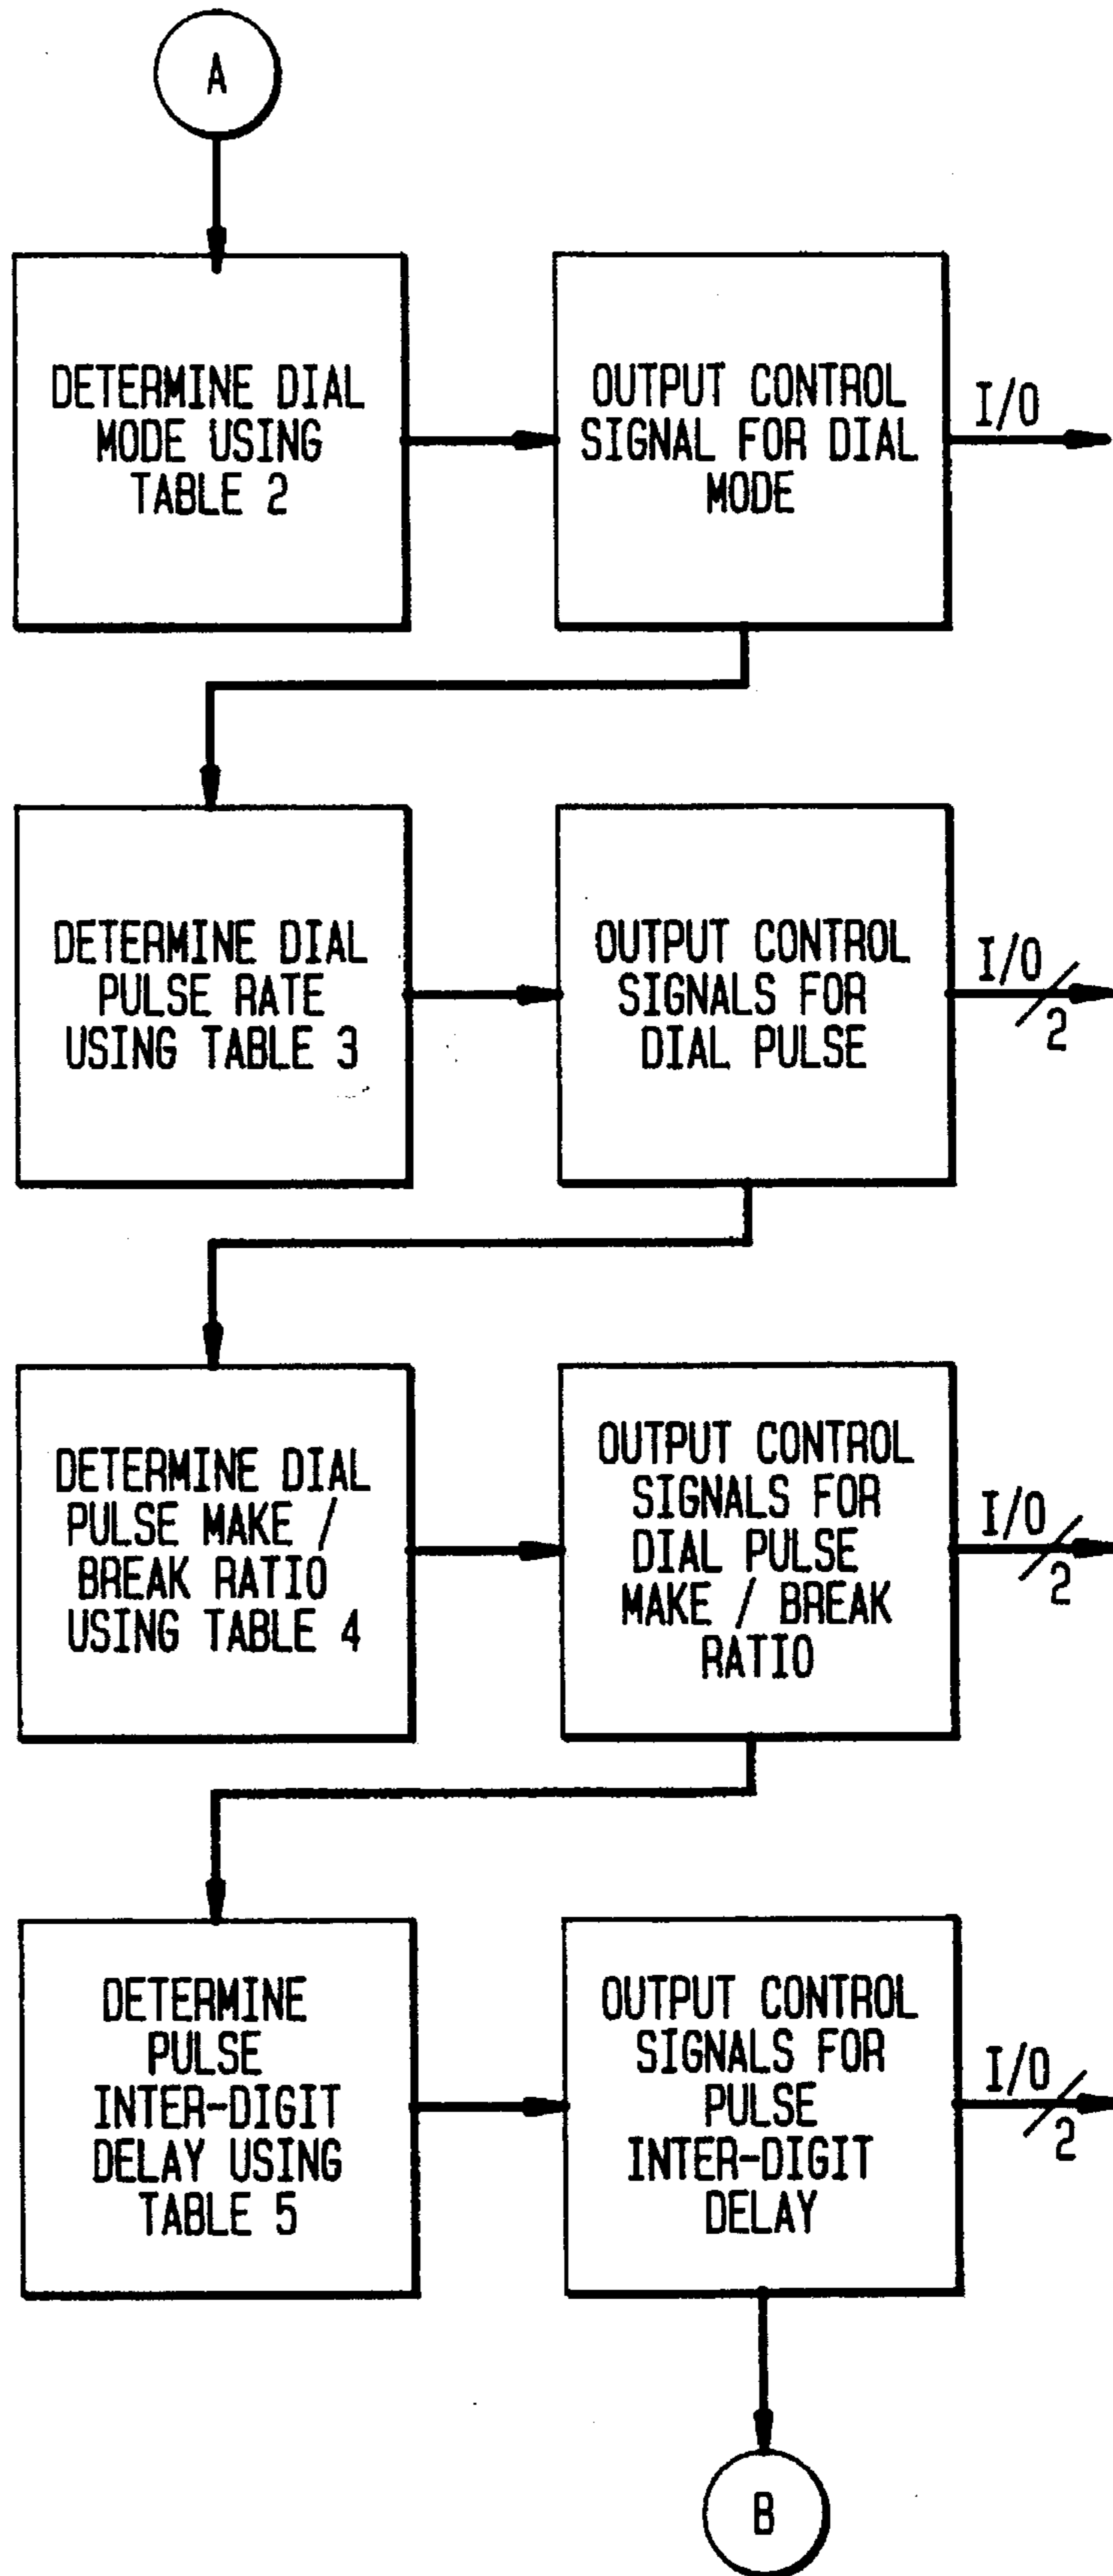 A
DETERMINE DIAL
MODE USING
TABLE 2
OUTPUT CONTROL
SIGNAL FOR DIAL
MODE
I/O
DETERMINE DIAL
PULSE RATE
USING TABLE 3
OUTPUT CONTROL
SIGNALS FOR
DIAL PULSE
I/O
2
DETERMINE DIAL
PULSE MAKE /
BREAK RATIO
USING TABLE 4
OUTPUT CONTROL
SIGNALS FOR
DIAL PULSE
MAKE / BREAK
RATIO
I/O
2
DETERMINE
PULSE
INTER-DIGIT
DELAY USING
TABLE 5
OUTPUT CONTROL
SIGNALS FOR
PULSE
INTER-DIGIT
DELAY
I/O
2
B